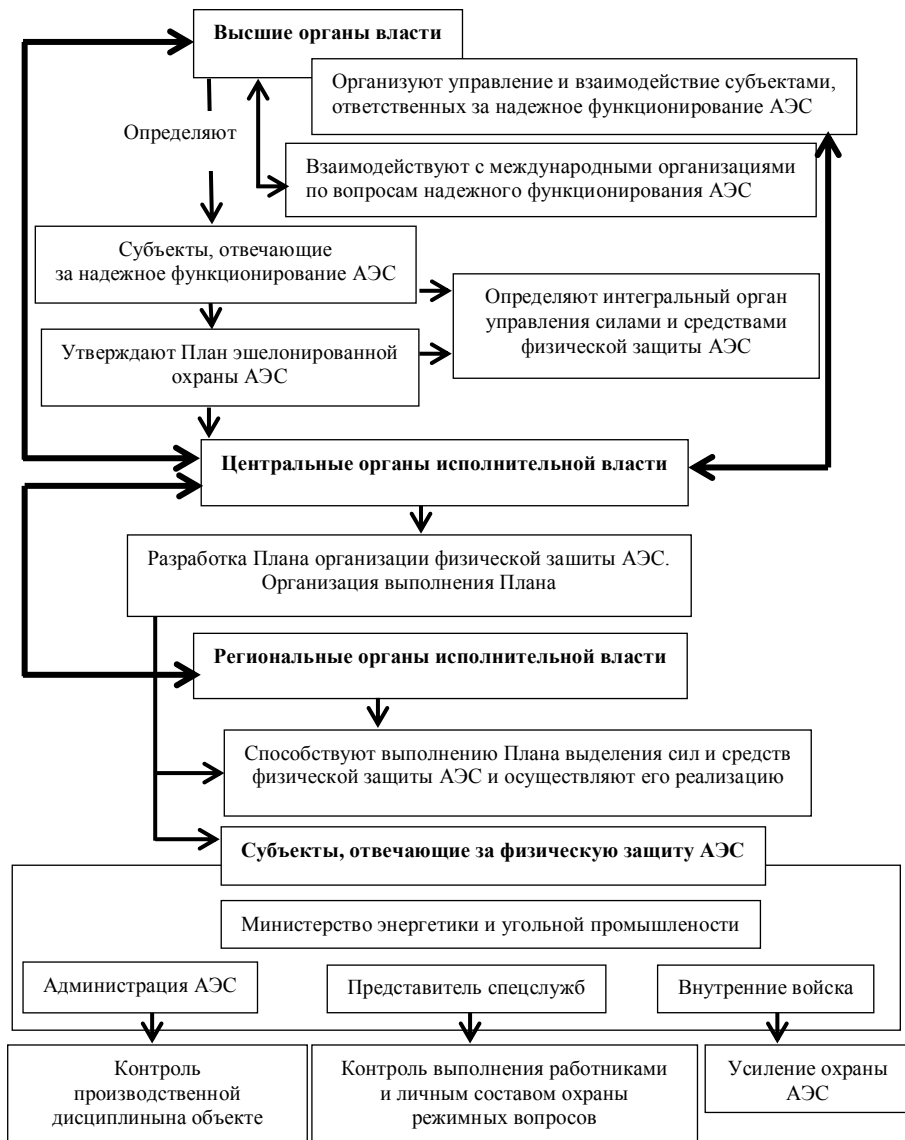 Высшие органы власти
Организуют управление и взаимодействие субъектами,
ответственных за надежное функционирование АЭС
Определяют
Взаимодействуют с международными организациями
по вопросам надежного функционирования АЭС
Субъекты, отвечающие
за надежное функционирование АЭС
Определяют интегральный орган
управления силами и средствами
физической защиты АЭС
Утверждают План эшелонированной
охраны АЭС
Центральные органы исполнительной власти
Разработка Плана организации физической зашиты АЭС.
Организация выполнения Плана
Региональные органы исполнительной власти
Способствуют выполнению Плана выделения сил и средств
физической защиты АЭС и осуществляют его реализацию
Субъекты, отвечающие за физическую защиту АЭС
Министерство энергетики и угольной промышлености
Администрация АЭС
Представитель спецслужб
Внутренние войска
Контроль
производственной
дисциплинына объекте
Контроль выполнения работниками
и личным составом охраны
режимных вопросов
Усиление охраны
АЭС